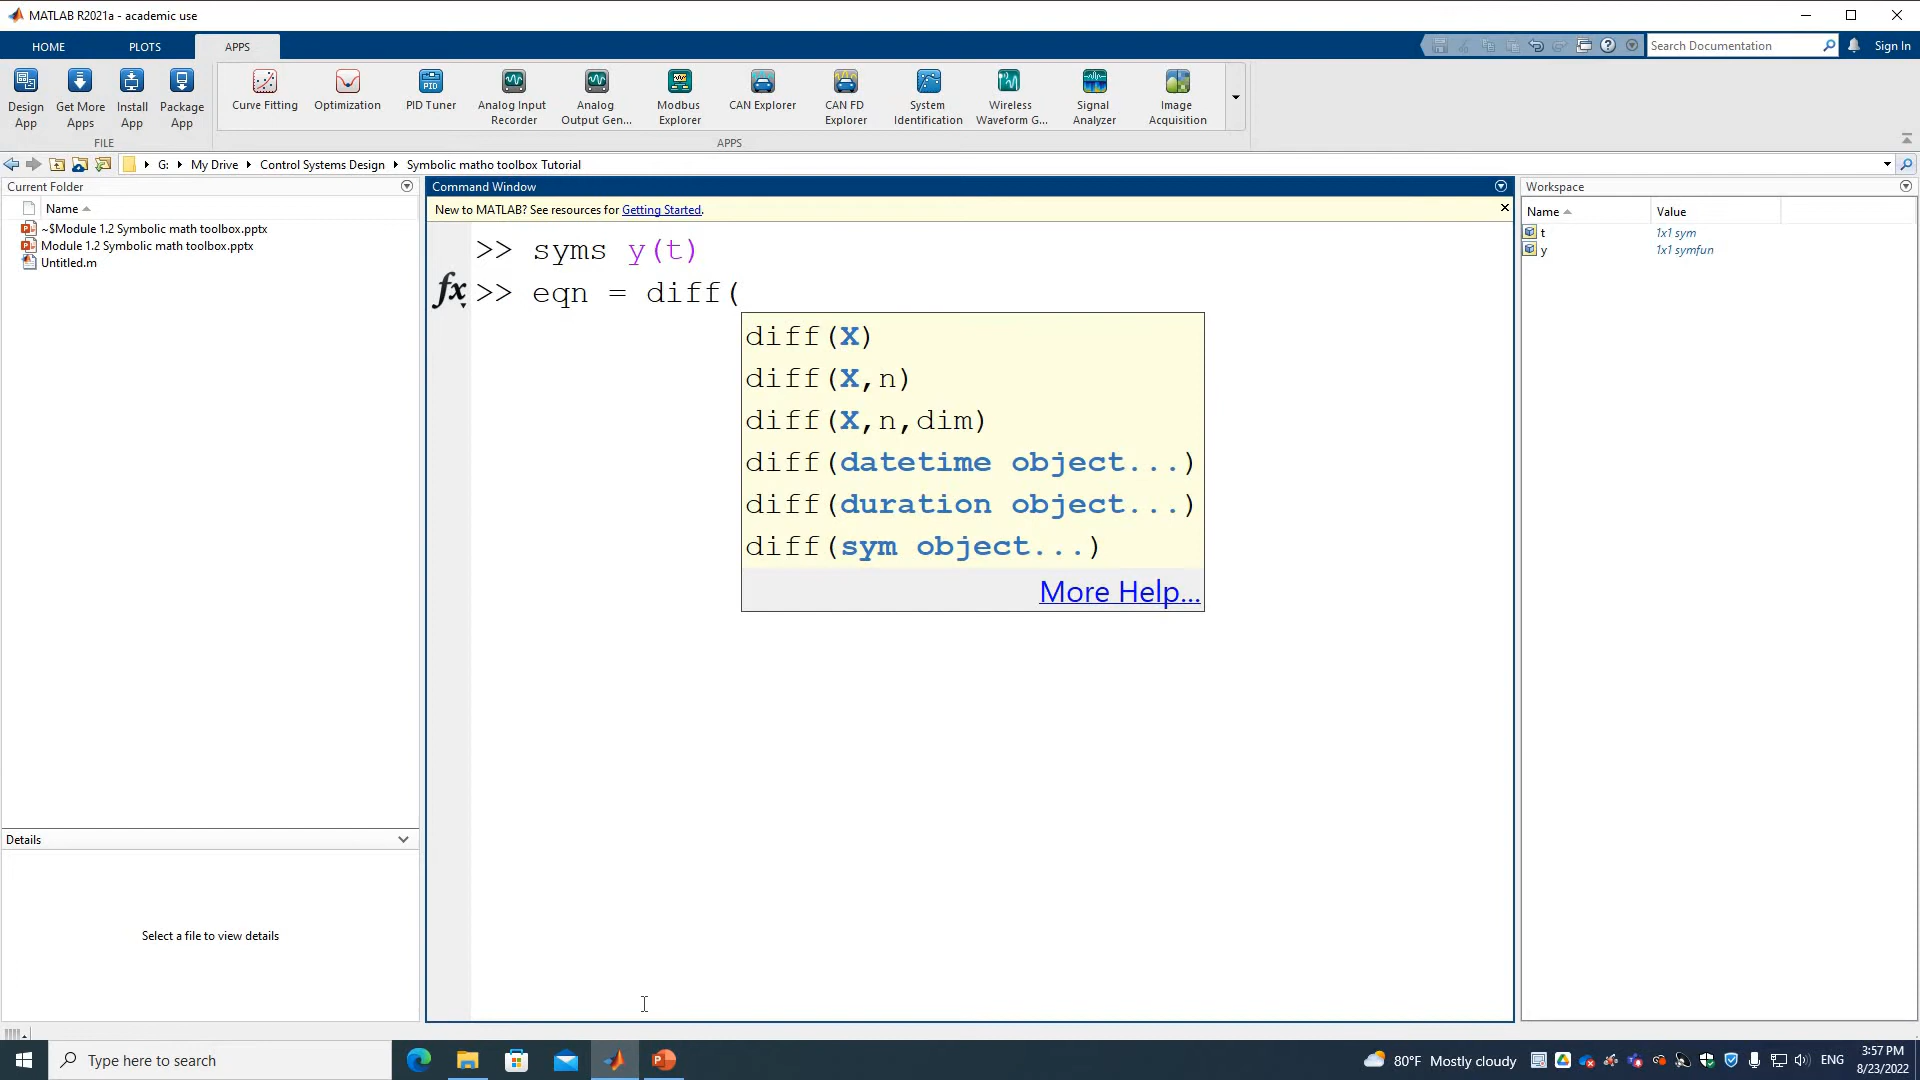 MATLAB R2021a - academic use
HOME PLOTS APPS
Search Documentation
Sign In
Design App
Get More Apps
Install App
Package App
Curve Fitting
Optimization
PID Tuner
Analog Input Recorder
Analog Output Gen...
Modbus Explorer
CAN Explorer
CAN FD Explorer
System Identification
Wireless Waveform G...
Signal Analyzer
Image Acquisition
FILE
APPS
G: My Drive Control Systems Design Symbolic matho toolbox Tutorial
Current Folder
Name
~$Module 1.2 Symbolic math toolbox.pptx
Module 1.2 Symbolic math toolbox.pptx
Untitled.m
Details
Select a file to view details
Command Window
New to MATLAB? See resources for Getting Started.
>> syms y(t)
fx >> eqn = diff(
diff(X)
diff(X,n)
diff(X,n,dim)
diff(datetime object...)
diff(duration object...)
diff(sym object...)
More Help...
Workspace
Name Value
t 1x1 sym
y 1x1 symfun
Type here to search
80°F Mostly cloudy
ENG
3:57 PM
8/23/2022